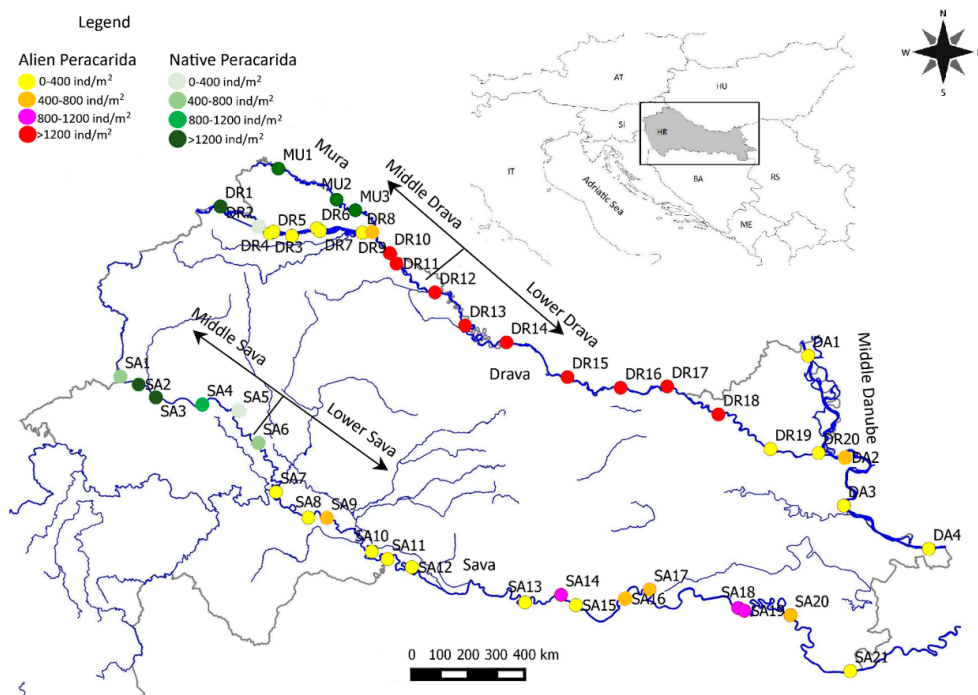 Legend
Alien Peracarida
0-400 ind/m²
400-800 ind/m²
800-1200 ind/m²
>1200 ind/m²
Native Peracarida
0-400 ind/m²
400-800 ind/m²
800-1200 ind/m²
>1200 ind/m²
N
W
E
S
AT
HU
SI
HR
IT
BA
RS
ME
Adriatic Sea
Mura
Middle Drava
Lower Drava
Drava
Middle Sava
Lower Sava
Sava
Middle Danube
MU1
MU2
MU3
DR1
DR2
DR4
DR5
DR3
DR6
DR7
DR8
DR9
DR10
DR11
DR12
DR13
DR14
DR15
DR16
DR17
DR18
DR19
DR20
DA1
DA2
DA3
DA4
SA1
SA2
SA3
SA4
SA5
SA6
SA7
SA8
SA9
SA10
SA11
SA12
SA13
SA14
SA15
SA16
SA17
SA18
SA19
SA20
SA21
0 100 200 300 400 km